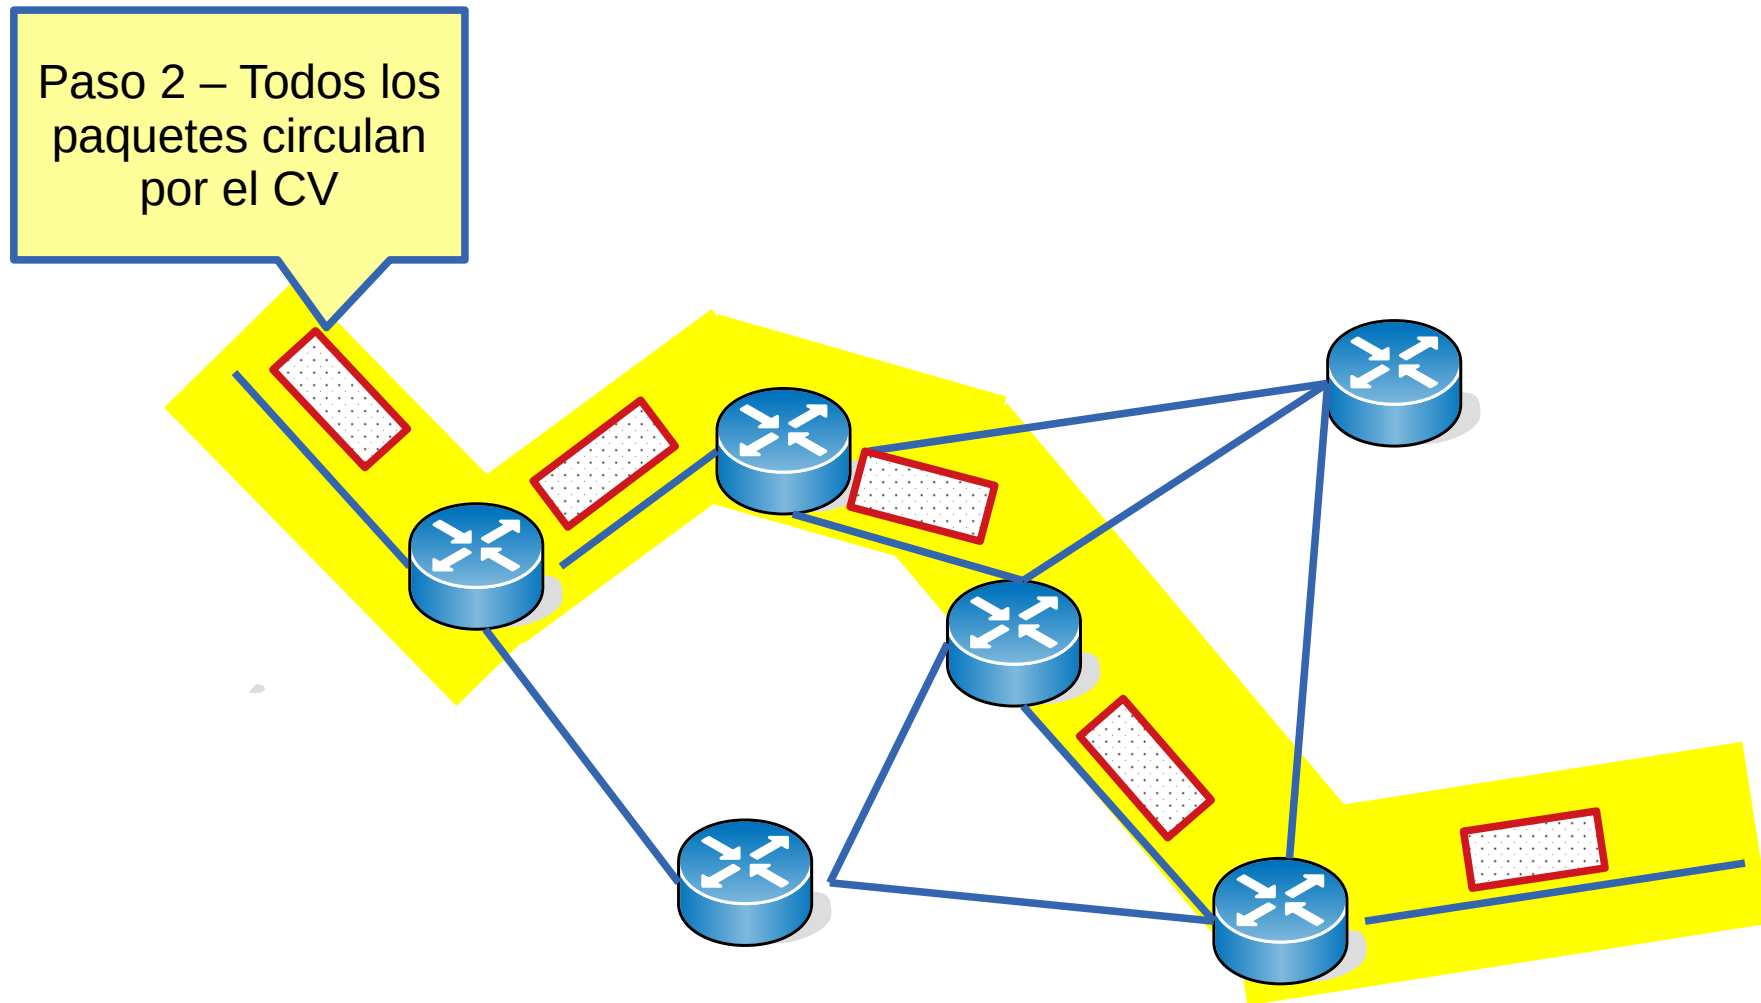 Paso 2 – Todos los
paquetes circulan
por el CV